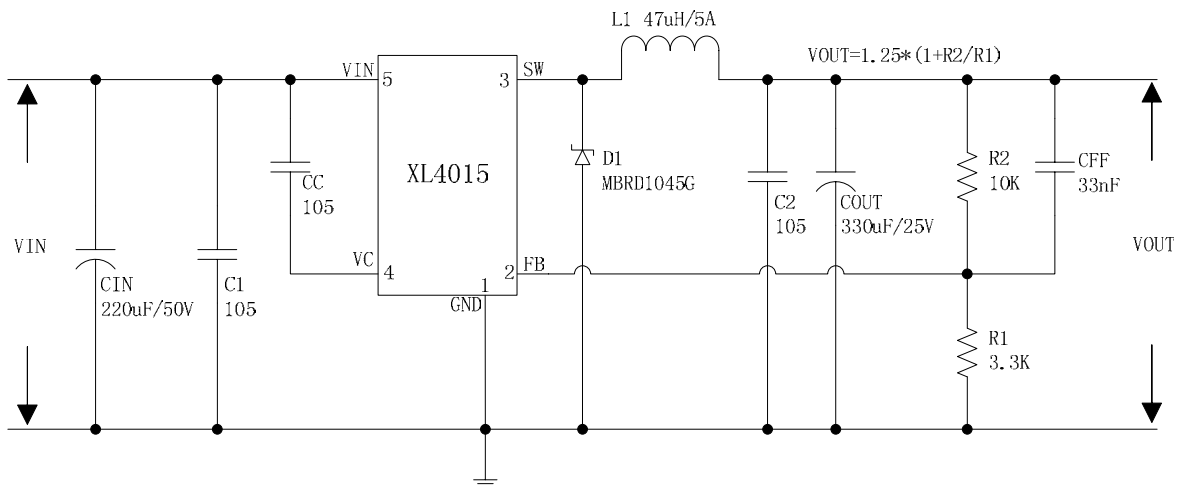 L1 47uH/5A
VOUT=1.25*(1+R2/R1)
VIN
5
3
SW
XL4015
CC
105
D1
MBRD1045G
R2
10K
CFF
33nF
C2
105
COUT
330uF/25V
VIN
VOUT
VC
4
2
FB
1
GND
CIN
220uF/50V
C1
105
R1
3.3K